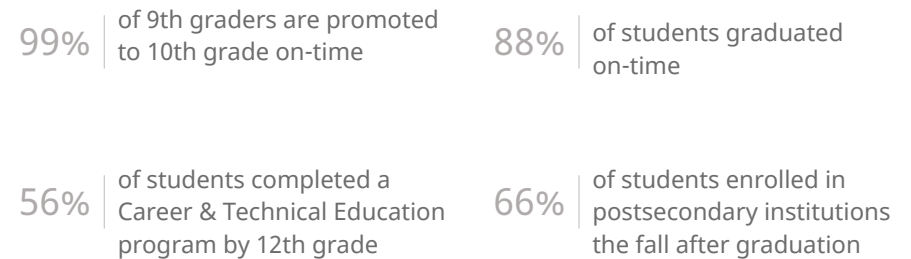 99%
of 9th graders are promoted
to 10th grade on-time
88%
of students graduated
on-time
56%
of students completed a
Career & Technical Education
program by 12th grade
66%
of students enrolled in
postsecondary institutions
the fall after graduation